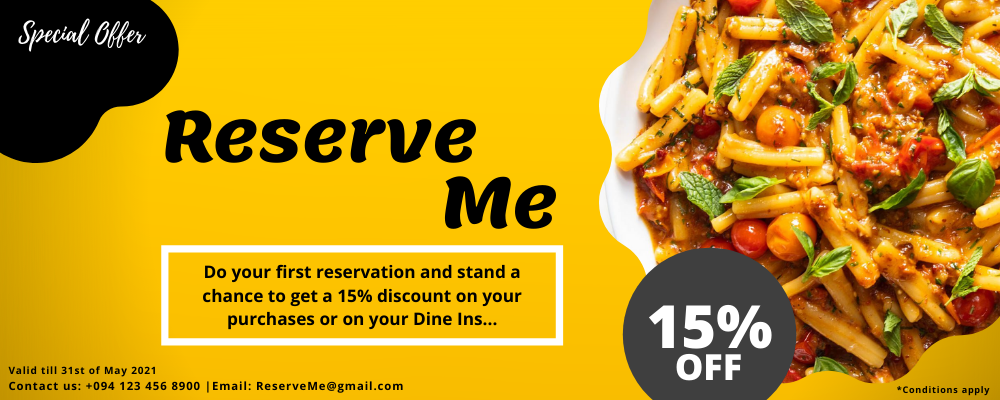 Special Offer
Reserve
Me
Do your first reservation and stand a
chance to get a 15% discount on your
purchases or on your Dine Ins...
15%
OFF
Valid till 31st of May 2021
Contact us: +094 123 456 8900 |Email: ReserveMe@gmail.com
*Conditions apply